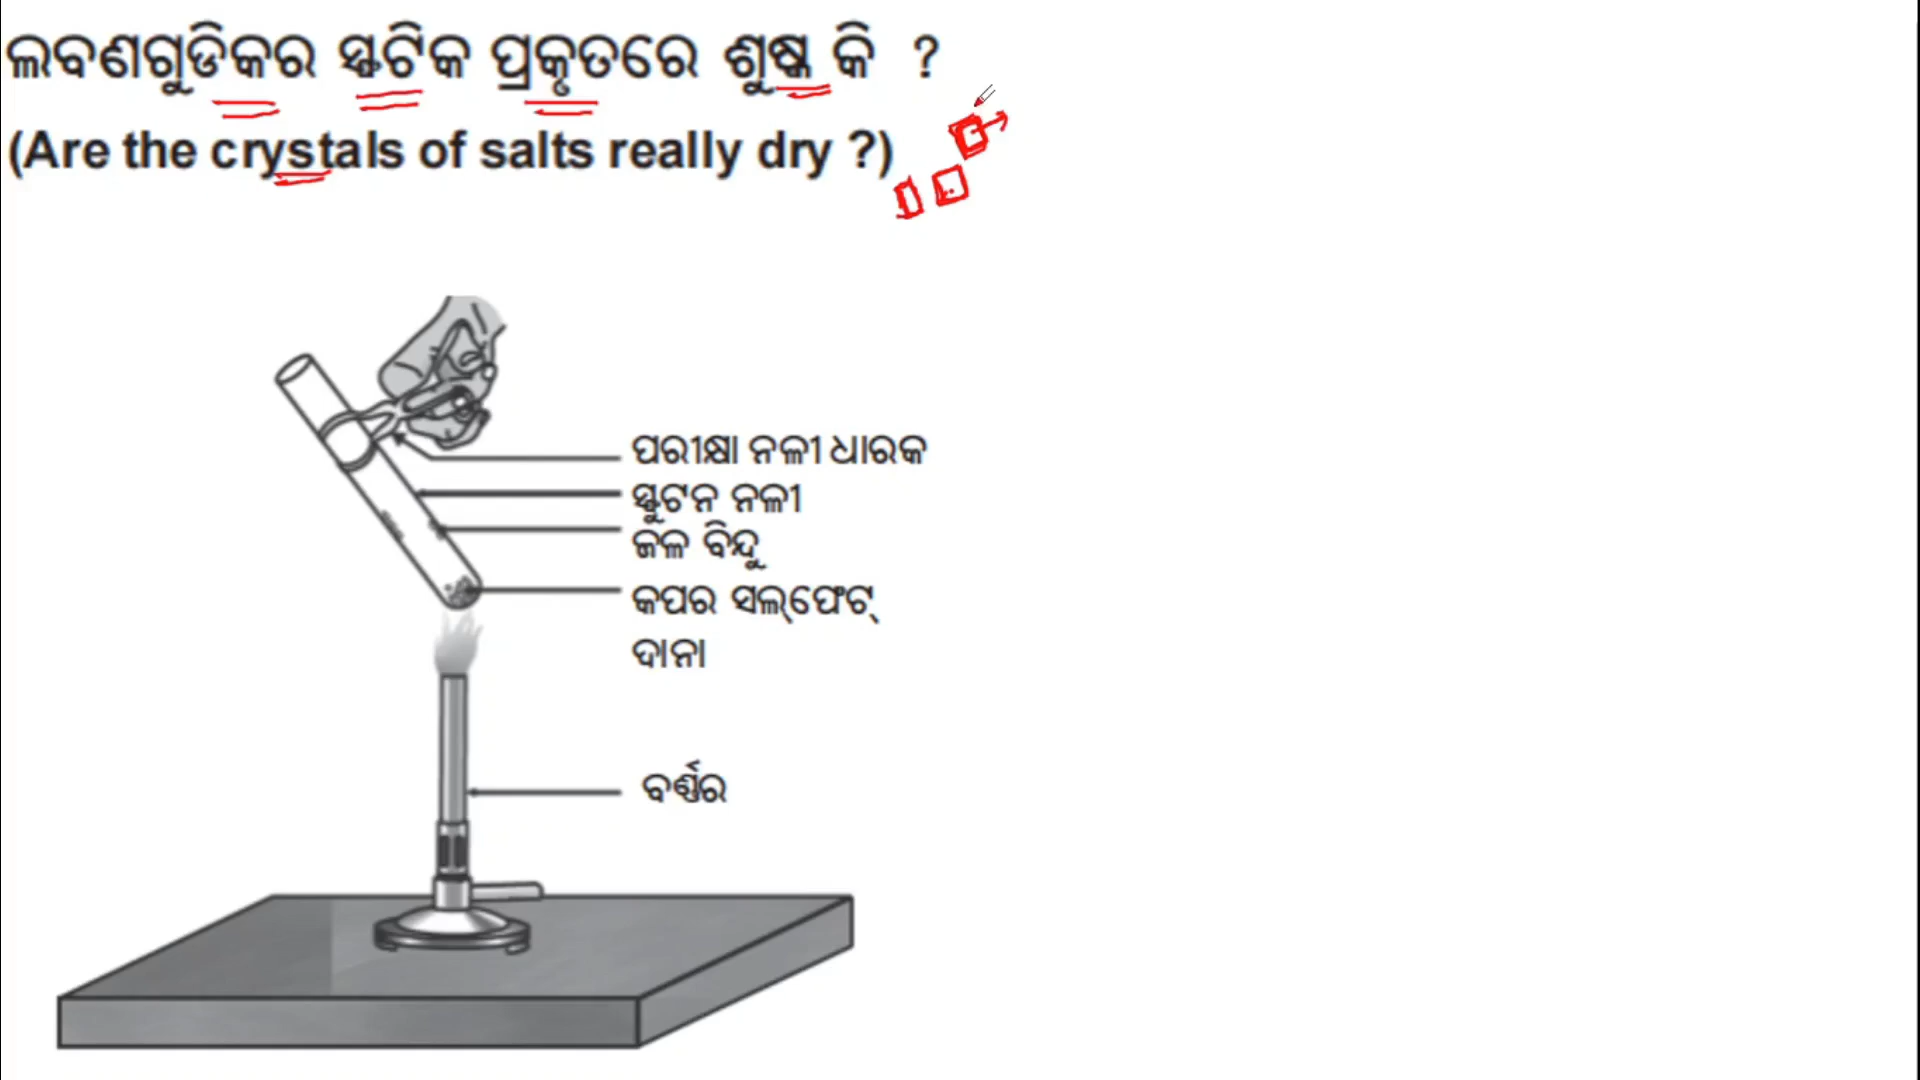 ଲବଣଗୁଡିକର ସ୍ଫଟିକ ପ୍ରକୃତରେ ଶୁଷ୍କ କି ?
(Are the crystals of salts really dry ?)
ପରୀକ୍ଷା ନଳୀ ଧାରକ
ସ୍ଫୁଟନ ନଳୀ
ଜଳ ବିନ୍ଦୁ
କପର ସଲ୍‌ଫେଟ୍
ଦାନା
ବର୍ଣ୍ଣର